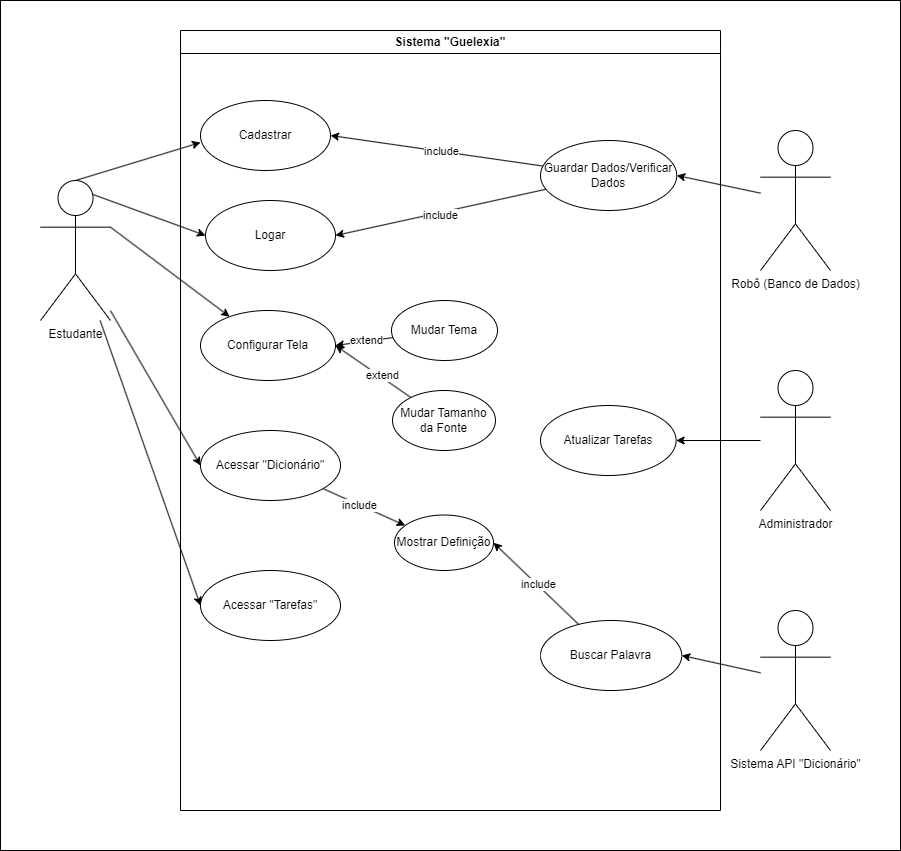 Sistema "Guelexia"
Cadastrar
include
Guardar Dados/Verificar
Dados
Logar
include
Robô (Banco de Dados)
Estudante
Configurar Tela
extend
Mudar Tema
extend
Mudar Tamanho
da Fonte
Atualizar Tarefas
Acessar "Dicionário"
include
Administrador
Mostrar Definição
include
Acessar "Tarefas"
Buscar Palavra
Sistema API "Dicionário"